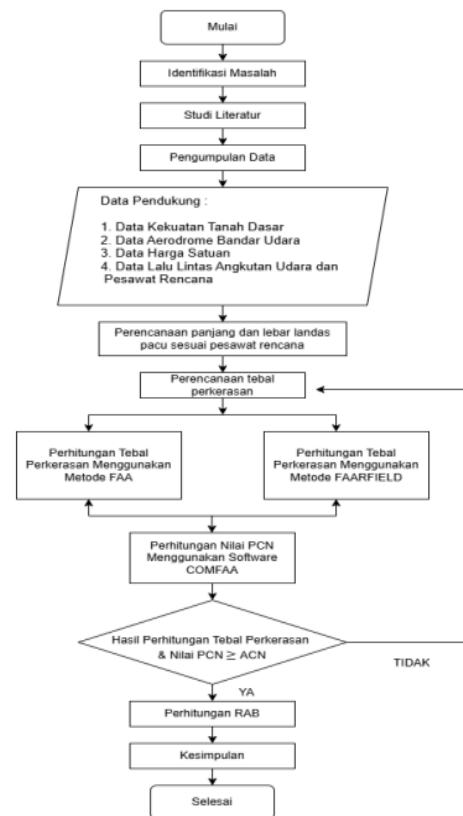 Mulai
Identifikasi Masalah
Studi Literatur
Pengumpulan Data
Data Pendukung :
1. Data Kekuatan Tanah Dasar
2. Data Aerodrome Bandar Udara
3. Data Harga Satuan
4. Data Lalu Lintas Angkutan Udara dan
Pesawat Rencana
Perencanaan panjang dan lebar landas
pacu sesuai pesawat rencana
Perencanaan tebal
perkerasan
Perhitungan Tebal
Perkerasan Menggunakan
Metode FAA
Perhitungan Tebal
Perkerasan Menggunakan
Metode FAARFIELD
Perhitungan Nilai PCN
Menggunakan Software
COMFAA
Hasil Perhitungan Tebal Perkerasan
& Nilai PCN ≥ ACN
TIDAK
YA
Perhitungan RAB
Kesimpulan
Selesai